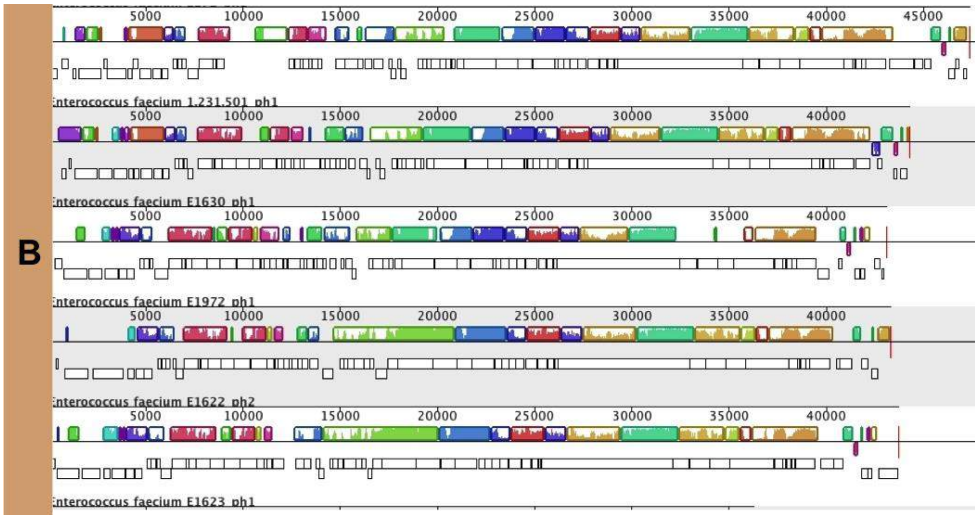 B
5000 10000 15000 20000 25000 30000 35000 40000 45000
Enterococcus faecium 1.231.501_ph1
5000 10000 15000 20000 25000 30000 35000 40000
Enterococcus faecium E1630_ph1
5000 10000 15000 20000 25000 30000 35000 40000
Enterococcus faecium E1972_ph1
5000 10000 15000 20000 25000 30000 35000 40000
Enterococcus faecium E1622_ph2
5000 10000 15000 20000 25000 30000 35000 40000
Enterococcus faecium E1623_ph1